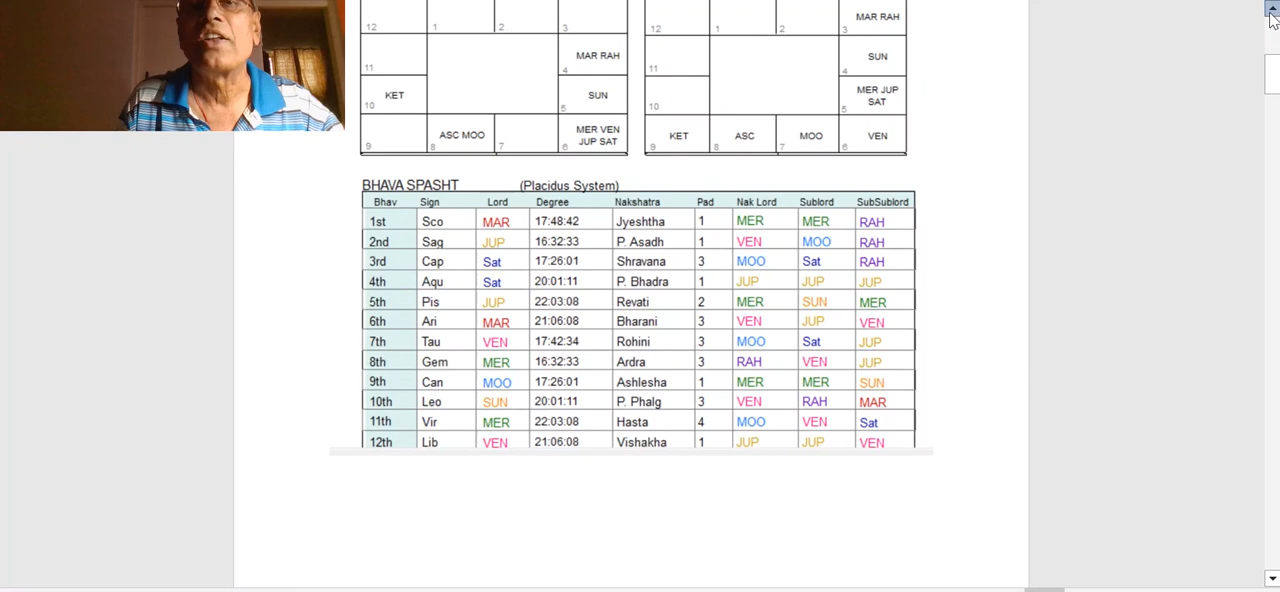 12 1 2 MAR RAH 3
11 MAR RAH 4
KET 10 SUN 5
9 ASC MOO 8 7 MER VEN JUP SAT 6
12 1 2 MAR RAH 3
11 SUN 4
10 MER JUP SAT 5
KET 9 ASC 8 MOO 7 VEN 6
BHAVA SPASHT (Placidus System)
Bhav Sign Lord Degree Nakshatra Pad Nak Lord Sublord SubSublord
1st Sco MAR 17:48:42 Jyeshtha 1 MER MER RAH
2nd Sag JUP 16:32:33 P. Asadh 1 VEN MOO RAH
3rd Cap Sat 17:26:01 Shravana 3 MOO Sat RAH
4th Aqu Sat 20:01:11 P. Bhadra 1 JUP JUP JUP
5th Pis JUP 22:03:08 Revati 2 MER SUN MER
6th Ari MAR 21:06:08 Bharani 3 VEN JUP VEN
7th Tau VEN 17:42:34 Rohini 3 MOO Sat JUP
8th Gem MER 16:32:33 Ardra 3 RAH VEN JUP
9th Can MOO 17:26:01 Ashlesha 1 MER MER SUN
10th Leo SUN 20:01:11 P. Phalg 3 VEN RAH MAR
11th Vir MER 22:03:08 Hasta 4 MOO VEN Sat
12th Lib VEN 21:06:08 Vishakha 1 JUP JUP VEN